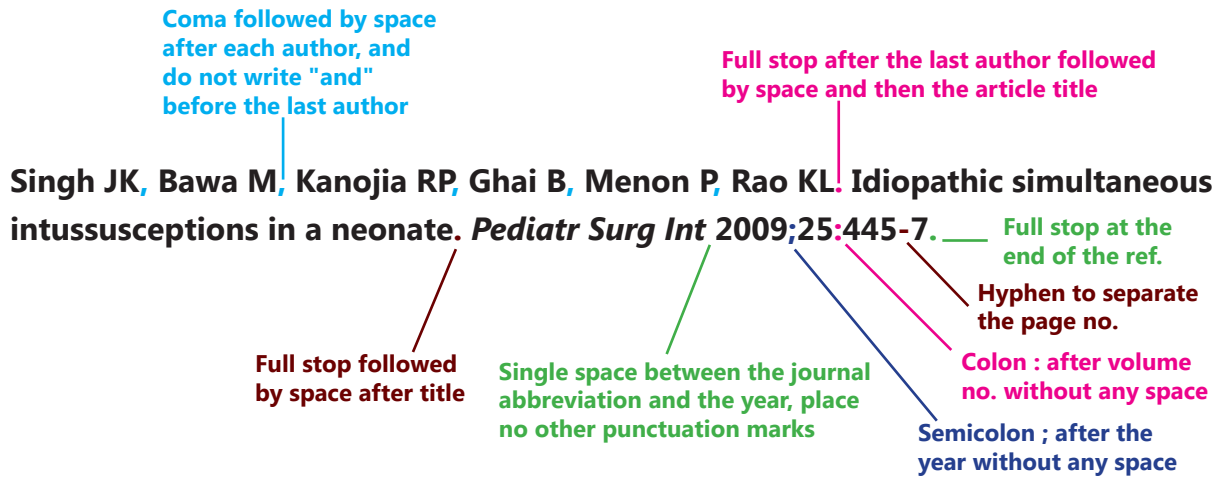 Coma followed by space
after each author, and
do not write "and"
before the last author
Full stop after the last author followed
by space and then the article title
Singh JK, Bawa M, Kanojia RP, Ghai B, Menon P, Rao KL. Idiopathic simultaneous
intussusceptions in a neonate. Pediatr Surg Int 2009;25:445-7.
Full stop at the
end of the ref.
Hyphen to separate
the page no.
Full stop followed
by space after title
Single space between the journal
abbreviation and the year, place
no other punctuation marks
Colon : after volume
no. without any space
Semicolon ; after the
year without any space